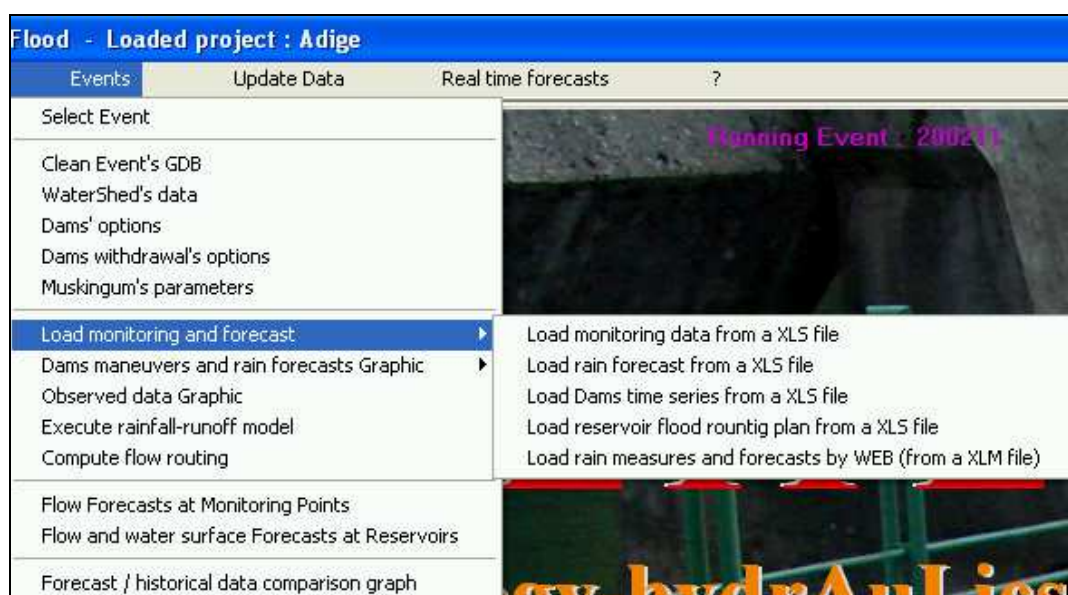 Flood - Loaded project : Adige
Events Update Data Real time forecasts ?
Select Event
Running Event : 200211
Clean Event's GDB
WaterShed's data
Dams' options
Dams withdrawal's options
Muskingum's parameters
Load monitoring and forecast
Dams maneuvers and rain forecasts Graphic
Observed data Graphic
Execute rainfall-runoff model
Compute flow routing
Load monitoring data from a XLS file
Load rain forecast from a XLS file
Load Dams time series from a XLS file
Load reservoir flood rountig plan from a XLS file
Load rain measures and forecasts by WEB (from a XLM file)
Flow Forecasts at Monitoring Points
Flow and water surface Forecasts at Reservoirs
Forecast / historical data comparison graph
hydrAuLics